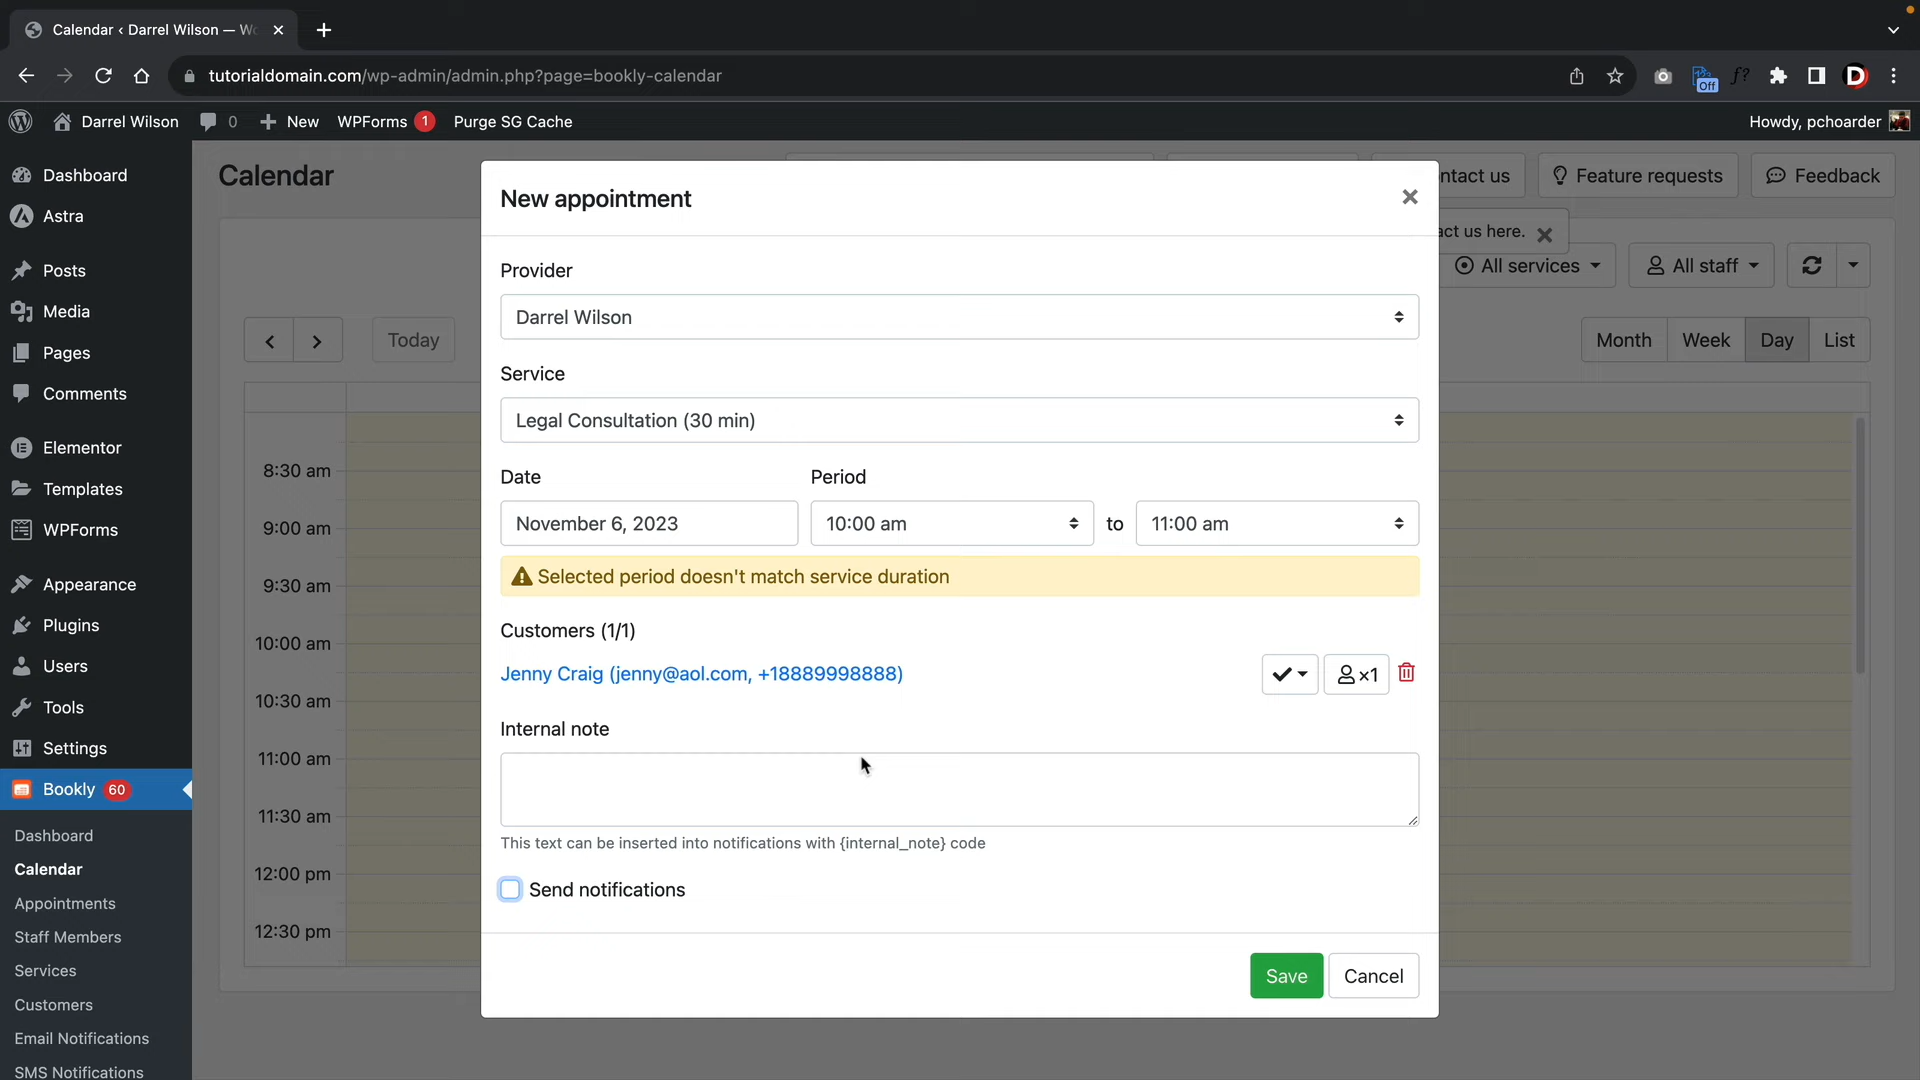 Calendar ‹ Darrel Wilson — Wo
tutorialdomain.com/wp-admin/admin.php?page=bookly-calendar
f?
Off
D
Darrel Wilson
0
New
WPForms 1
Purge SG Cache
Howdy, pchoarder
Dashboard
Astra
Posts
Media
Pages
Comments
Elementor
Templates
WPForms
Appearance
Plugins
Users
Tools
Settings
Bookly 60
Dashboard
Calendar
Appointments
Staff Members
Services
Customers
Email Notifications
SMS Notifications
Calendar
ntact us
Feature requests
Feedback
act us here.
All services
All staff
Today
Month
Week
Day
List
8:30 am
9:00 am
9:30 am
10:00 am
10:30 am
11:00 am
11:30 am
12:00 pm
12:30 pm
New appointment
Provider
Darrel Wilson
Service
Legal Consultation (30 min)
Date
Period
November 6, 2023
10:00 am
to
11:00 am
Selected period doesn't match service duration
Customers (1/1)
Jenny Craig (jenny@aol.com, +18889998888)
×1
Internal note
This text can be inserted into notifications with {internal_note} code
Send notifications
Save
Cancel